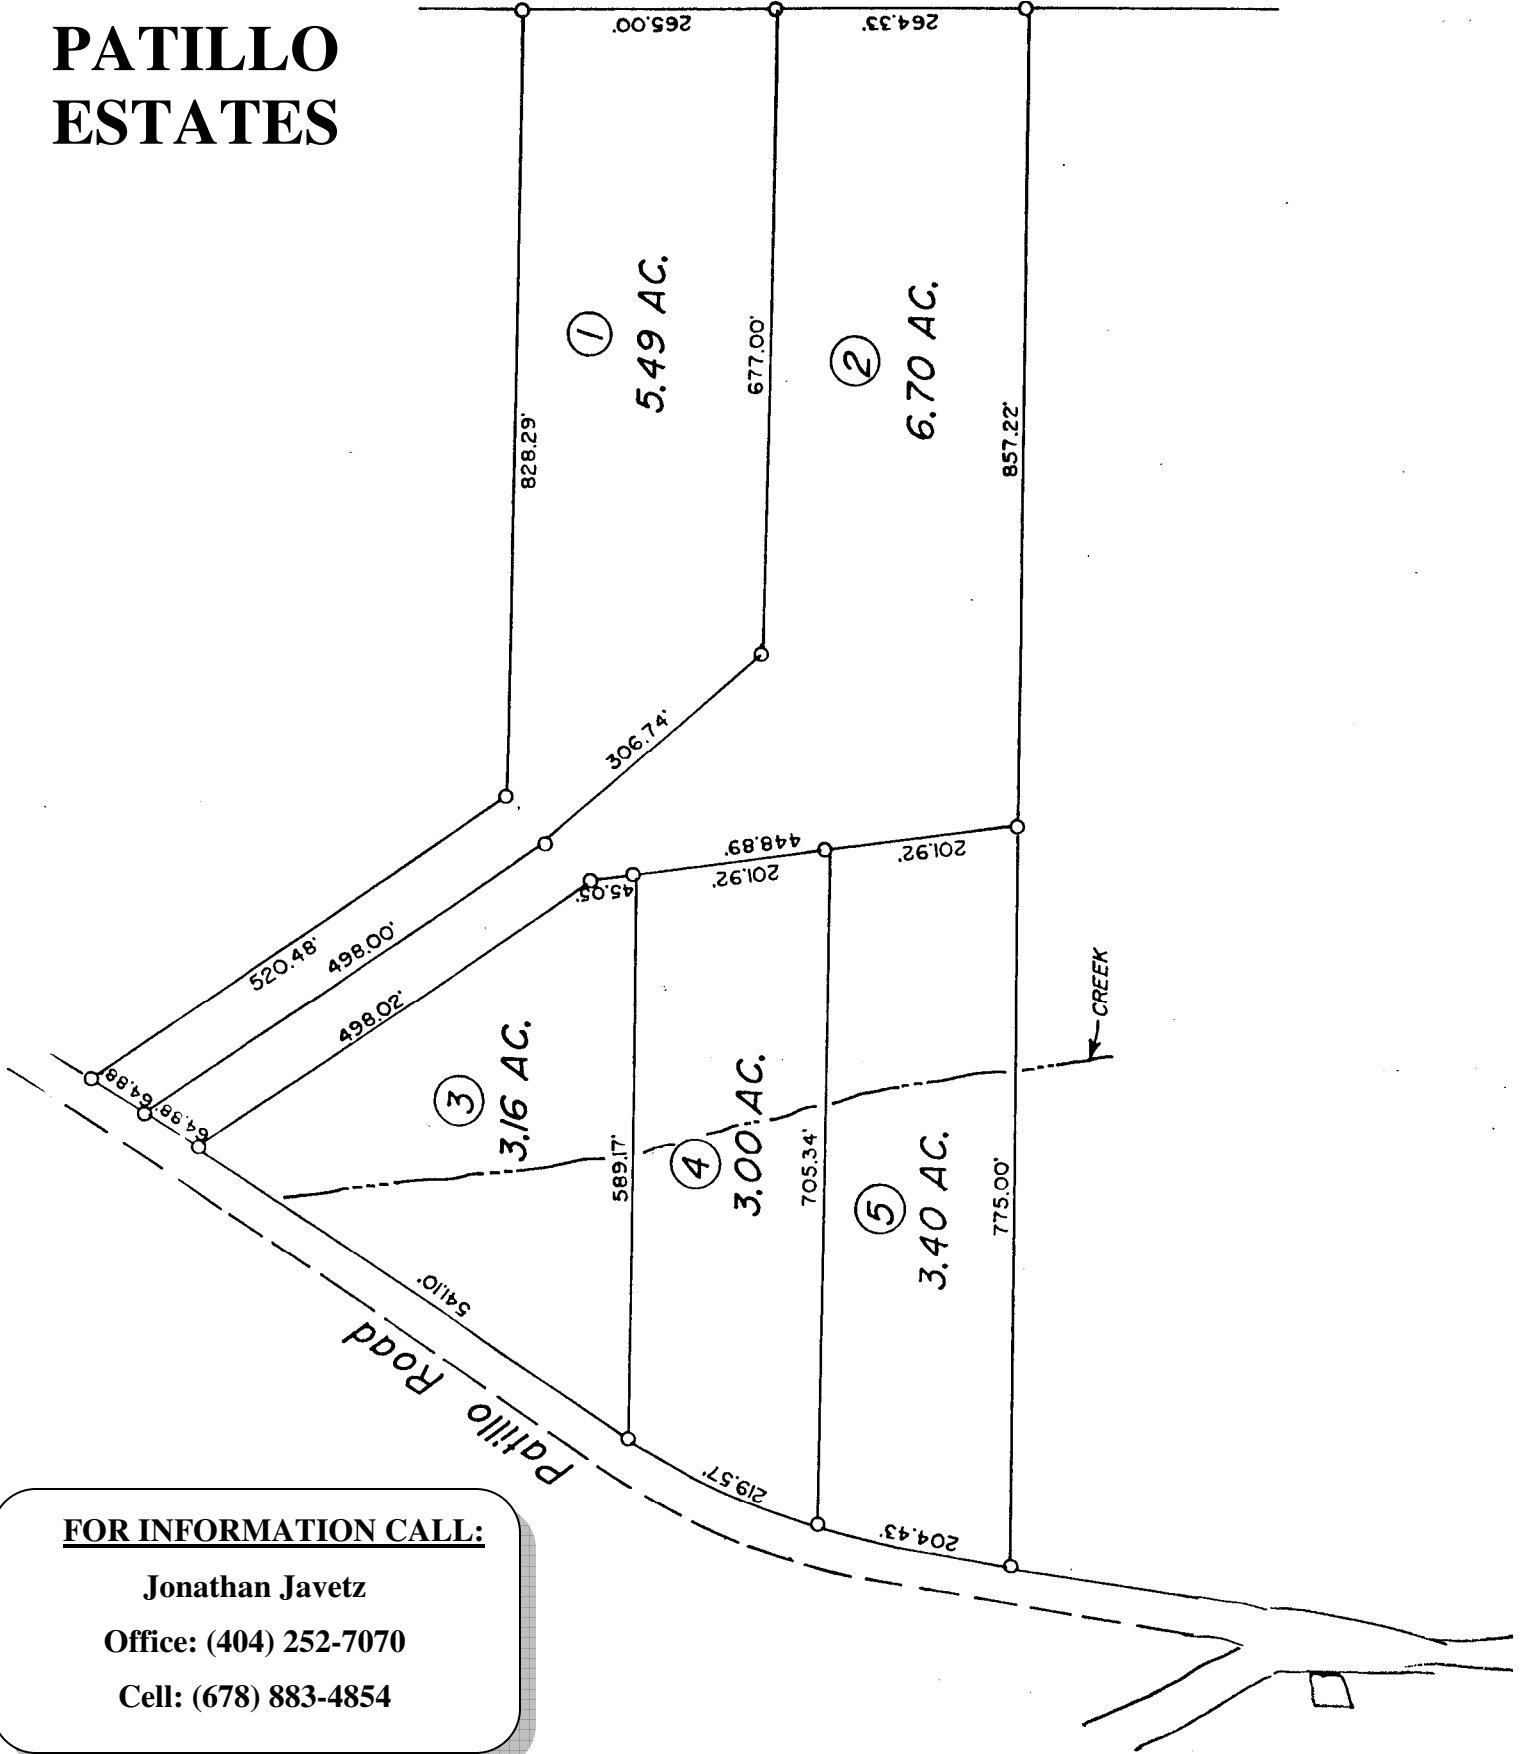 PATILLO
ESTATES
265.00'
264.33'
1
5.49 AC.
828.29'
677.00'
2
6.70 AC.
857.22'
306.74'
520.48'
498.00'
498.02'
448.89'
45.05'
201.92'
201.92'
64.88'
64.88'
3
3.16 AC.
589.17'
4
3.00 AC.
705.34'
5
3.40 AC.
775.00'
CREEK
541.10'
Patillo Road
219.57'
204.43'
FOR INFORMATION CALL:
Jonathan Javetz
Office: (404) 252-7070
Cell: (678) 883-4854